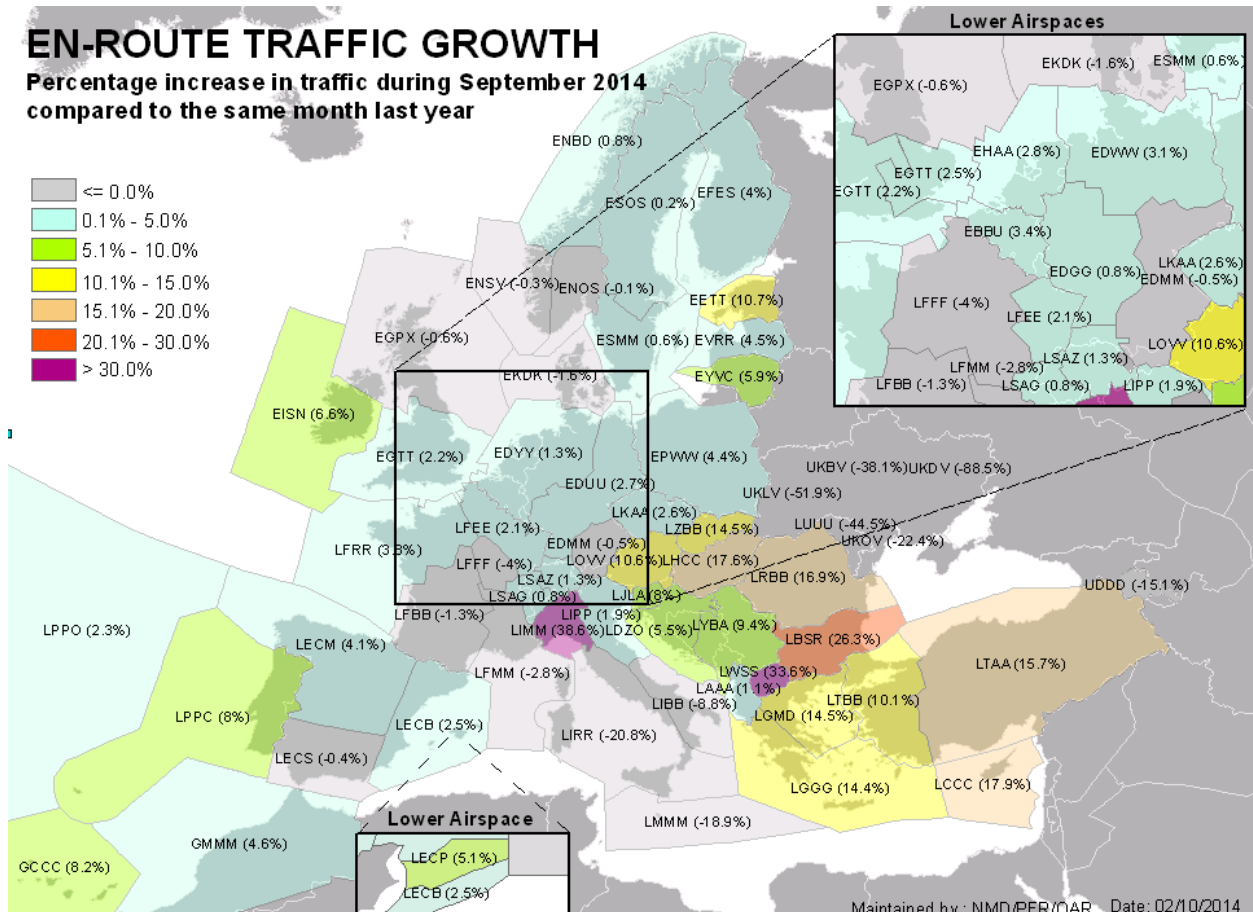 EN-ROUTE TRAFFIC GROWTH
Percentage increase in traffic during September 2014
compared to the same month last year
<= 0.0%
0.1% - 5.0%
5.1% - 10.0%
10.1% - 15.0%
15.1% - 20.0%
20.1% - 30.0%
> 30.0%
Lower Airspaces
EKDK (-1.6%)
ESMM (0.6%)
EGPX (-0.6%)
EHAA (2.8%)
EDWW (3.1%)
EGTT (2.5%)
EGTT (2.2%)
EBBU (3.4%)
LKAA (2.6%)
EDGG (0.8%)
EDMM (-0.5%)
LFFF (-4%)
LFEE (2.1%)
LOVV (10.6%)
LSAZ (1.3%)
LFMM (-2.8%)
LFBB (-1.3%)
LSAG (0.8%)
LIPP (1.9%)
ENBD (0.8%)
ESOS (0.2%)
EFES (4%)
ENSV (-0.3%)
ENOS (-0.1%)
EETT (10.7%)
EGPX (-0.6%)
ESMM (0.6%)
EVRR (4.5%)
EKDK (-1.6%)
EYVC (5.9%)
EISN (6.6%)
EGTT (2.2%)
EDYY (1.3%)
EPWW (4.4%)
UKBV (-38.1%)
UKDV (-88.5%)
EDUU (2.7%)
UKLV (-51.9%)
LKAA (2.6%)
LFEE (2.1%)
LZBB (14.5%)
LUUU (-44.5%)
UKOV (-22.4%)
LFRR (3.3%)
EDMM (-0.5%)
LFFF (-4%)
LOVV (10.6%)
LHCC (17.6%)
LSAZ (1.3%)
LRBB (16.9%)
UDDD (-15.1%)
LSAG (0.8%)
LJLA (8%)
LFBB (-1.3%)
LIPP (1.9%)
LPPO (2.3%)
LIMM (38.6%)
LDZO (5.5%)
LYBA (9.4%)
LBSR (26.3%)
LECM (4.1%)
LTAA (15.7%)
LFMM (-2.8%)
LWSS (33.6%)
LAAA (1.1%)
LTBB (10.1%)
LPPC (8%)
LIBB (-8.8%)
LGMD (14.5%)
LECB (2.5%)
LIRR (-20.8%)
LECS (-0.4%)
LGGG (14.4%)
LCCC (17.9%)
LMMM (-18.9%)
Lower Airspace
GMMM (4.6%)
LECP (5.1%)
GCCC (8.2%)
LECB (2.5%)
Maintained by : NMD/PER/OAR Date: 02/10/2014